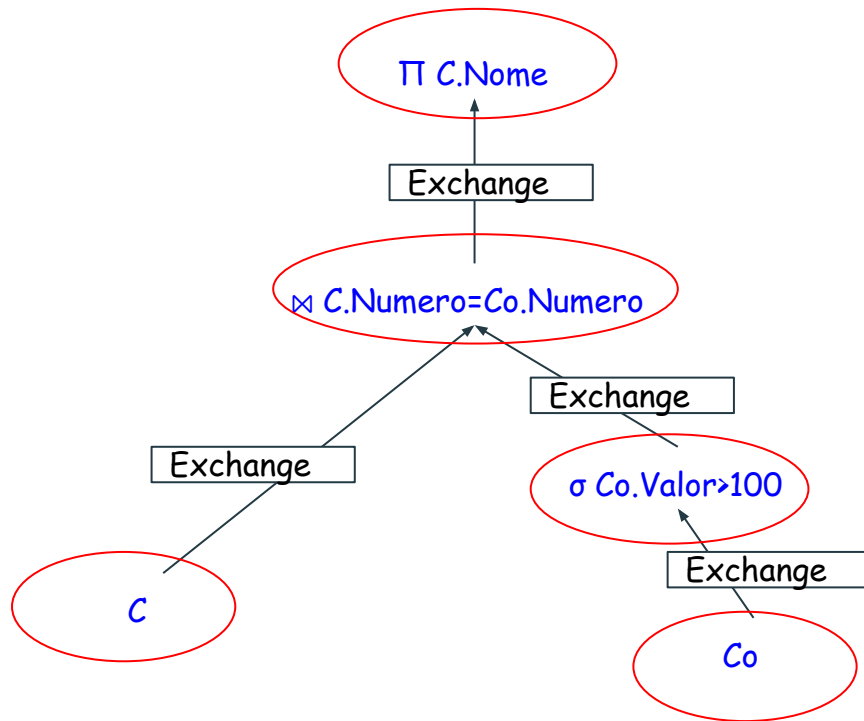 Π C.Nome
Exchange
⋈ C.Numero=Co.Numero
Exchange
Exchange
σ Co.Valor>100
Exchange
C
Co